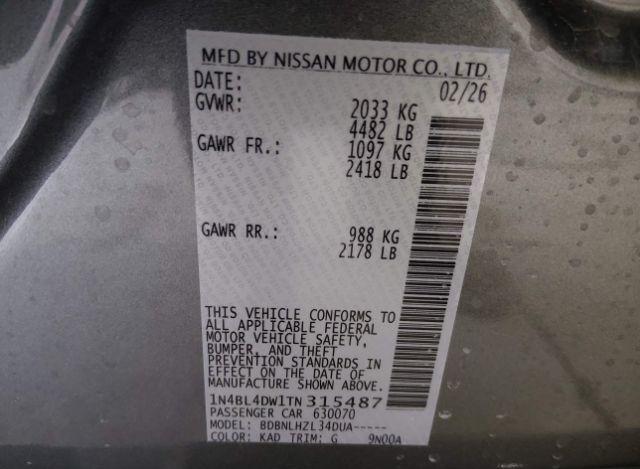 MFD BY NISSAN MOTOR CO., LTD.
DATE: 02/26
GVWR: 2033 KG
4482 LB
GAWR FR.: 1097 KG
2418 LB
GAWR RR.: 988 KG
2178 LB
THIS VEHICLE CONFORMS TO
ALL APPLICABLE FEDERAL
MOTOR VEHICLE SAFETY,
BUMPER, AND THEFT
PREVENTION STANDARDS IN
EFFECT ON THE DATE OF
MANUFACTURE SHOWN ABOVE.
1N4BL4DW1TN315487
PASSENGER CAR 630070
MODEL: BDBNLHZL34DUA-----
COLOR: KAD TRIM: G 9N00A